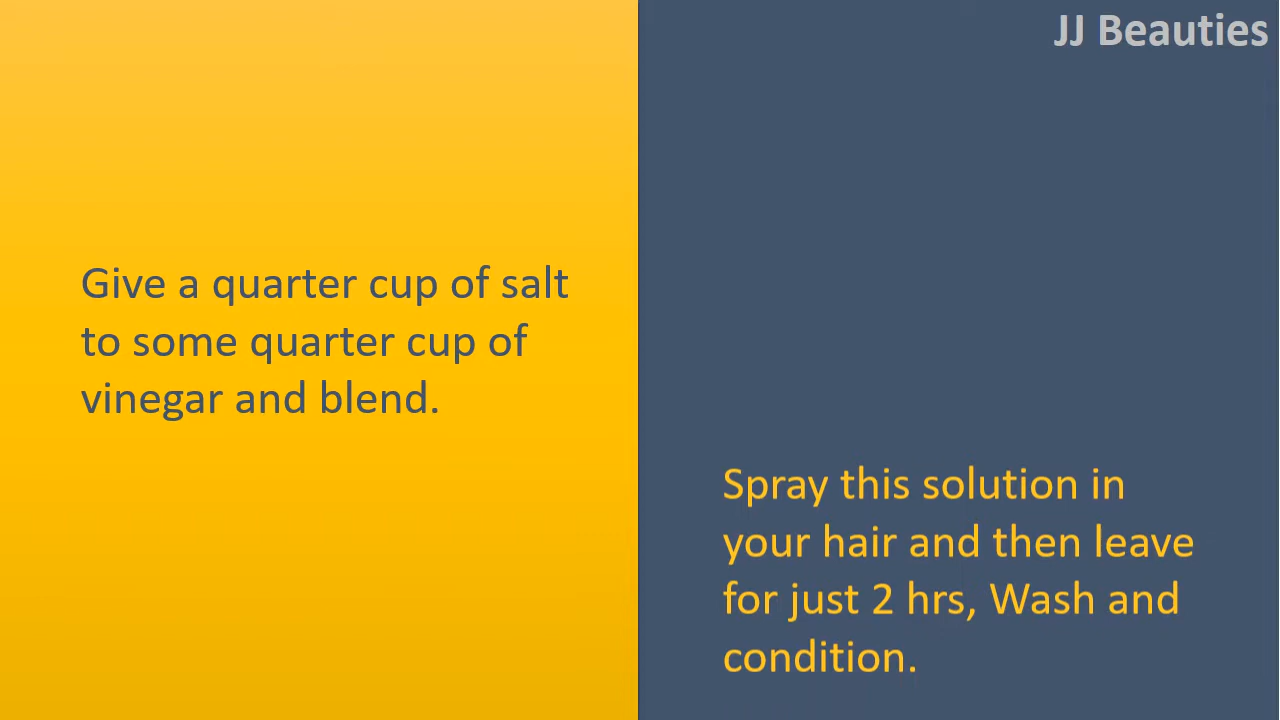 JJ Beauties
Give a quarter cup of salt
to some quarter cup of
vinegar and blend.
Spray this solution in
your hair and then leave
for just 2 hrs, Wash and
condition.